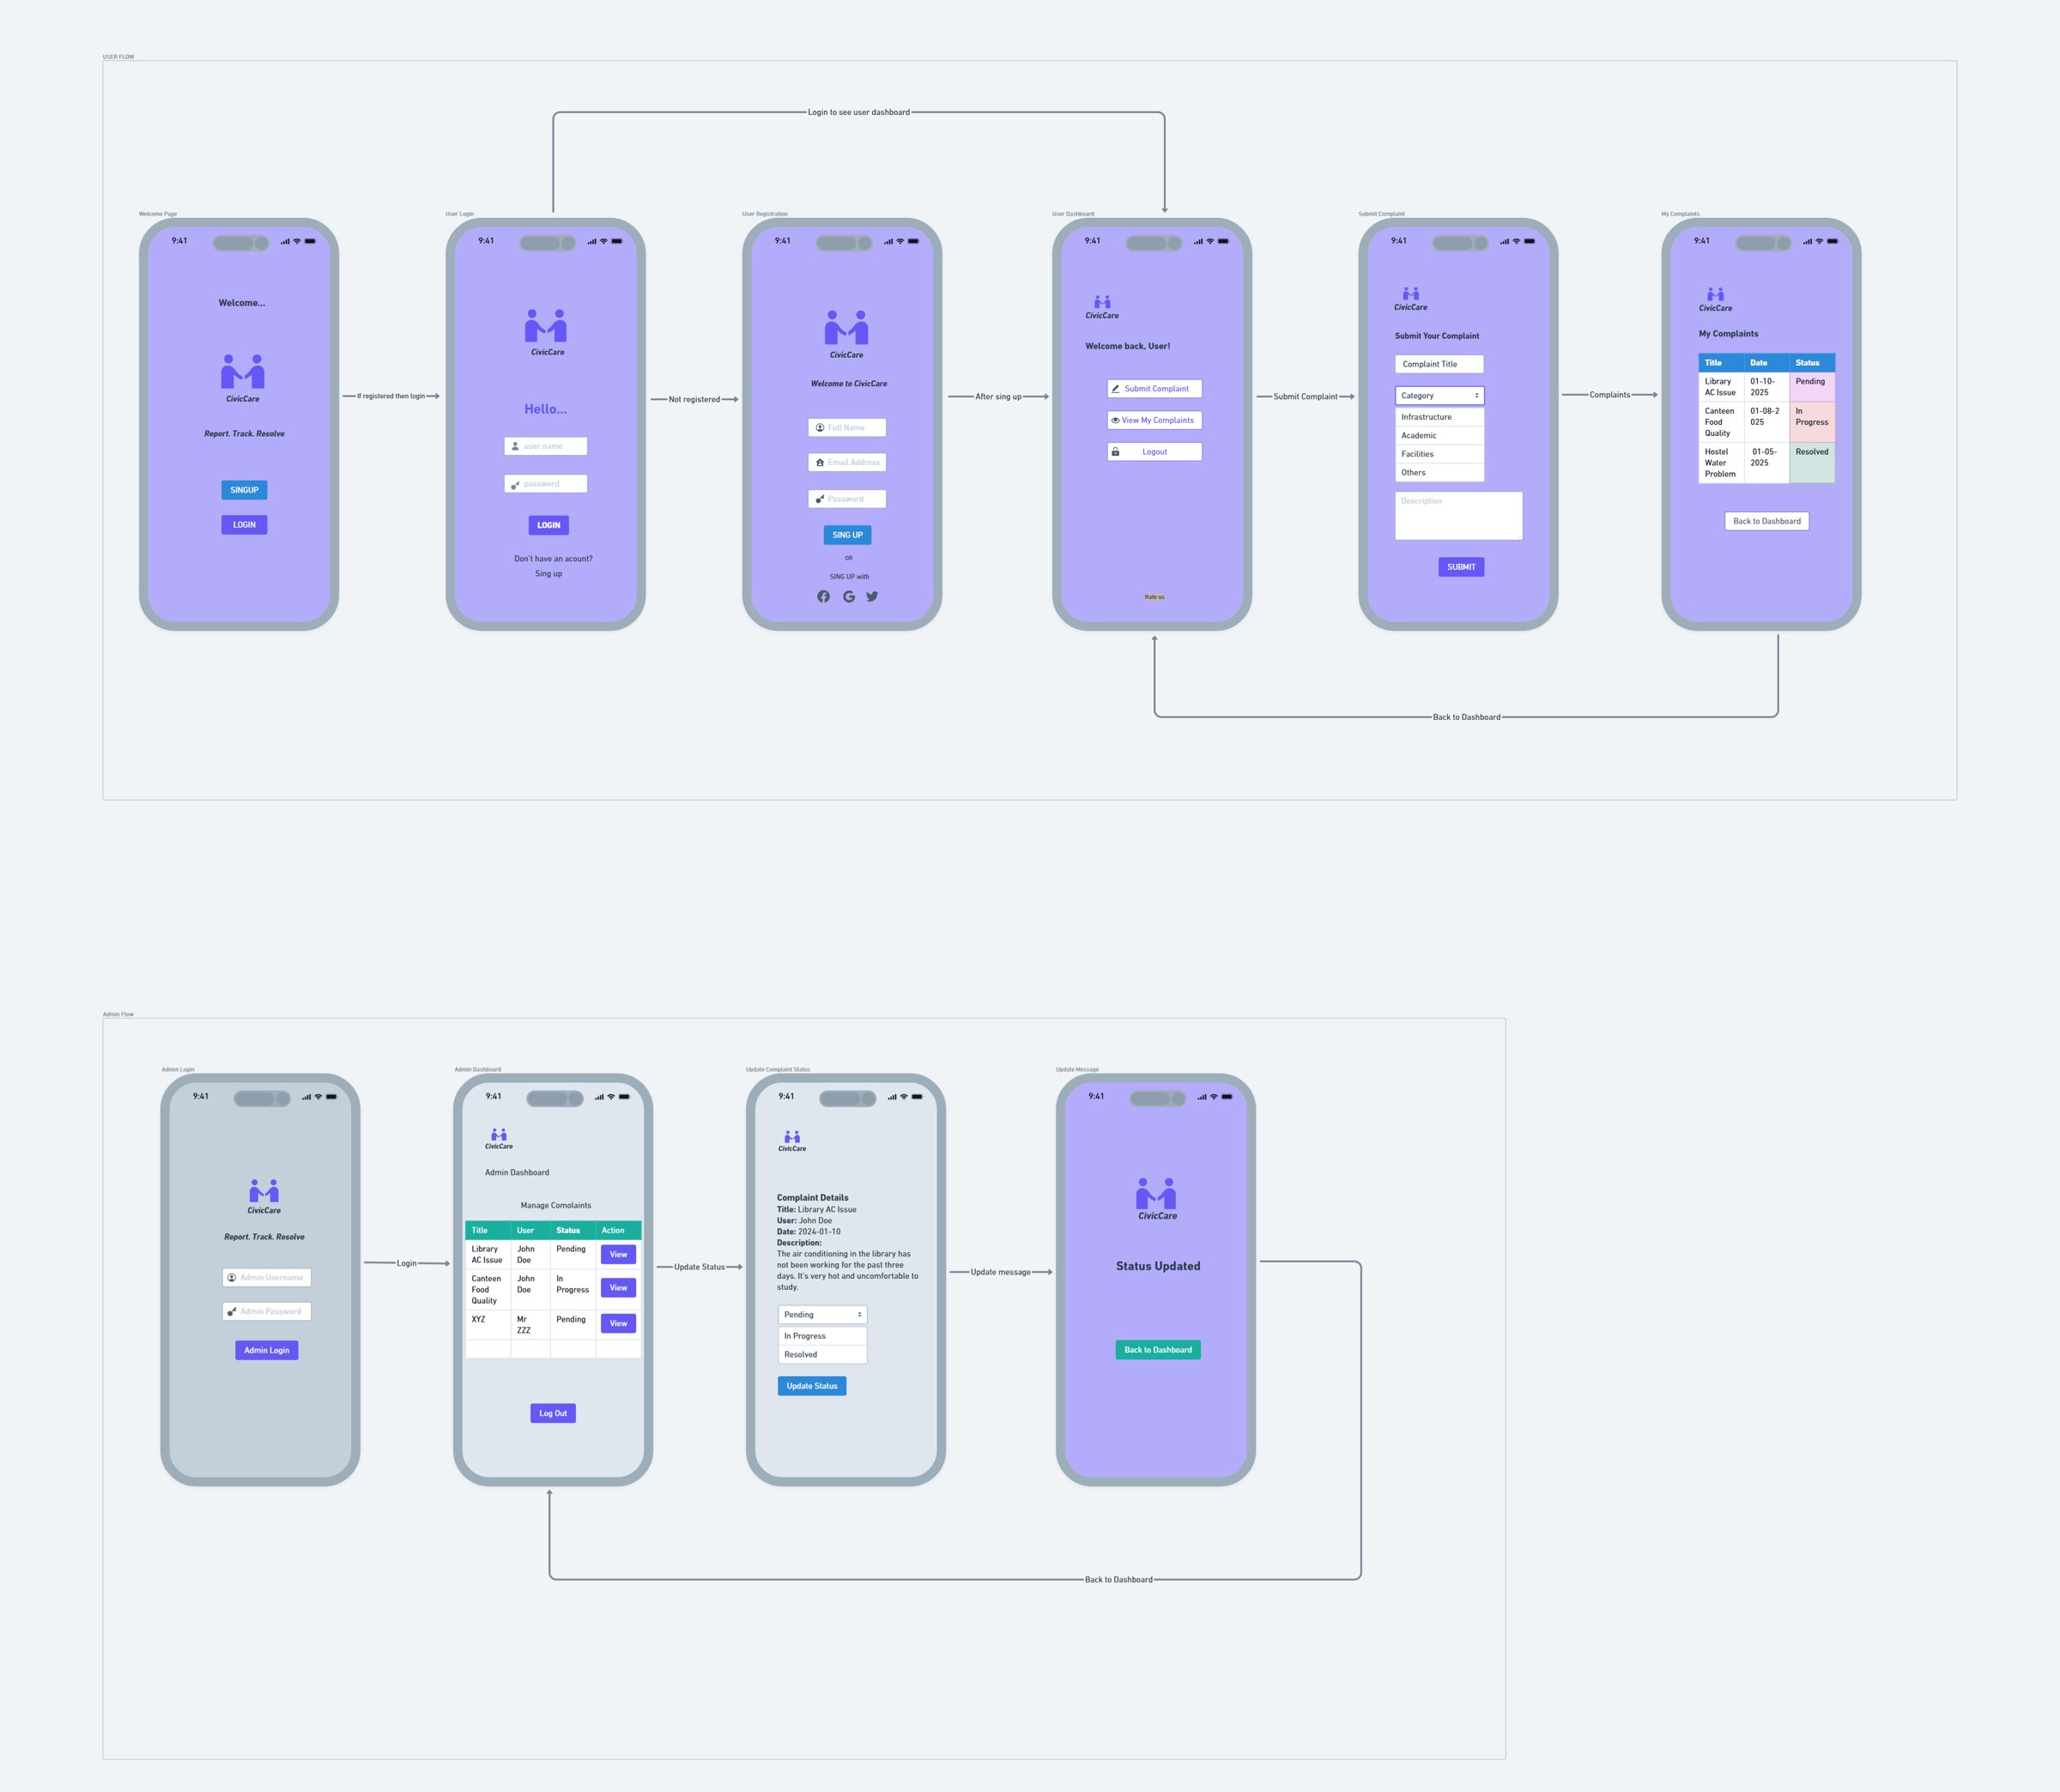 USER FLOW
Login to see user dashboard
Welcome Page
9:41
Welcome...
CivicCare
Report. Track. Resolve
SINGUP
LOGIN
If registered then login
User Login
9:41
CivicCare
Hello...
user name
password
LOGIN
Don't have an acount?
Sing up
Not registered
User Registration
9:41
CivicCare
Welcome to CivicCare
Full Name
Email Address
Password
SING UP
OR
SING UP with
After sing up
User Dashboard
9:41
CivicCare
Welcome back, User!
Submit Complaint
View My Complaints
Logout
Rate us
Submit Complaint
Submit Complaint
9:41
CivicCare
Submit Your Complaint
Complaint Title
Category
Infrastructure
Academic
Facilities
Others
Description
SUBMIT
Complaints
My Complaints
9:41
CivicCare
My Complaints
Title Date Status
Library AC Issue 01-10-2025 Pending
Canteen Food Quality 01-08-2025 In Progress
Hostel Water Problem 01-05-2025 Resolved
Back to Dashboard
Back to Dashboard
Admin Flow
Admin Login
9:41
CivicCare
Report. Track. Resolve
Admin Username
Admin Password
Admin Login
Login
Admin Dashboard
9:41
CivicCare
Admin Dashboard
Manage Comolaints
Title User Status Action
Library AC Issue John Doe Pending View
Canteen Food Quality John Doe In Progress View
XYZ Mr ZZZ Pending View
Log Out
Update Status
Update Complaint Status
9:41
CivicCare
Complaint Details
Title: Library AC Issue
User: John Doe
Date: 2024-01-10
Description:
The air conditioning in the library has
not been working for the past three
days. It's very hot and uncomfortable to
study.
Pending
In Progress
Resolved
Update Status
Update message
Update Message
9:41
CivicCare
Status Updated
Back to Dashboard
Back to Dashboard